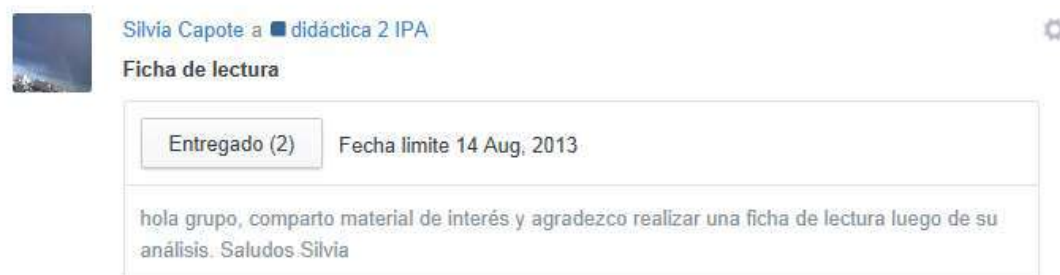 Silvia Capote a didáctica 2 IPA
Ficha de lectura
Entregado (2) Fecha limite 14 Aug, 2013
hola grupo, comparto material de interés y agradezco realizar una ficha de lectura luego de su
análisis. Saludos Silvia